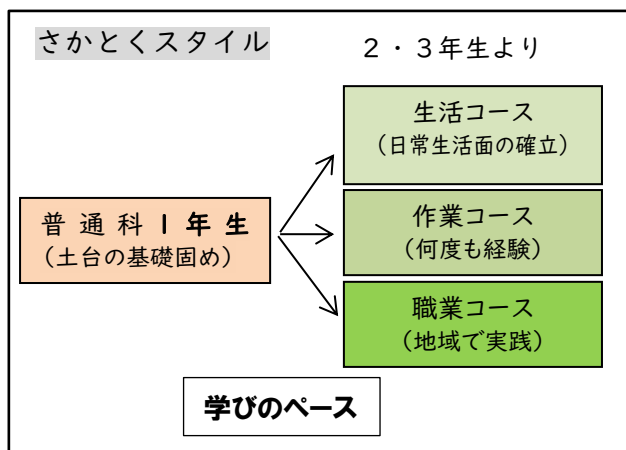 さかとくスタイル
２・３年生より
生活コース
（日常生活面の確立）
普通科１年生
（土台の基礎固め）
作業コース
（何度も経験）
職業コース
（地域で実践）
学びのペース